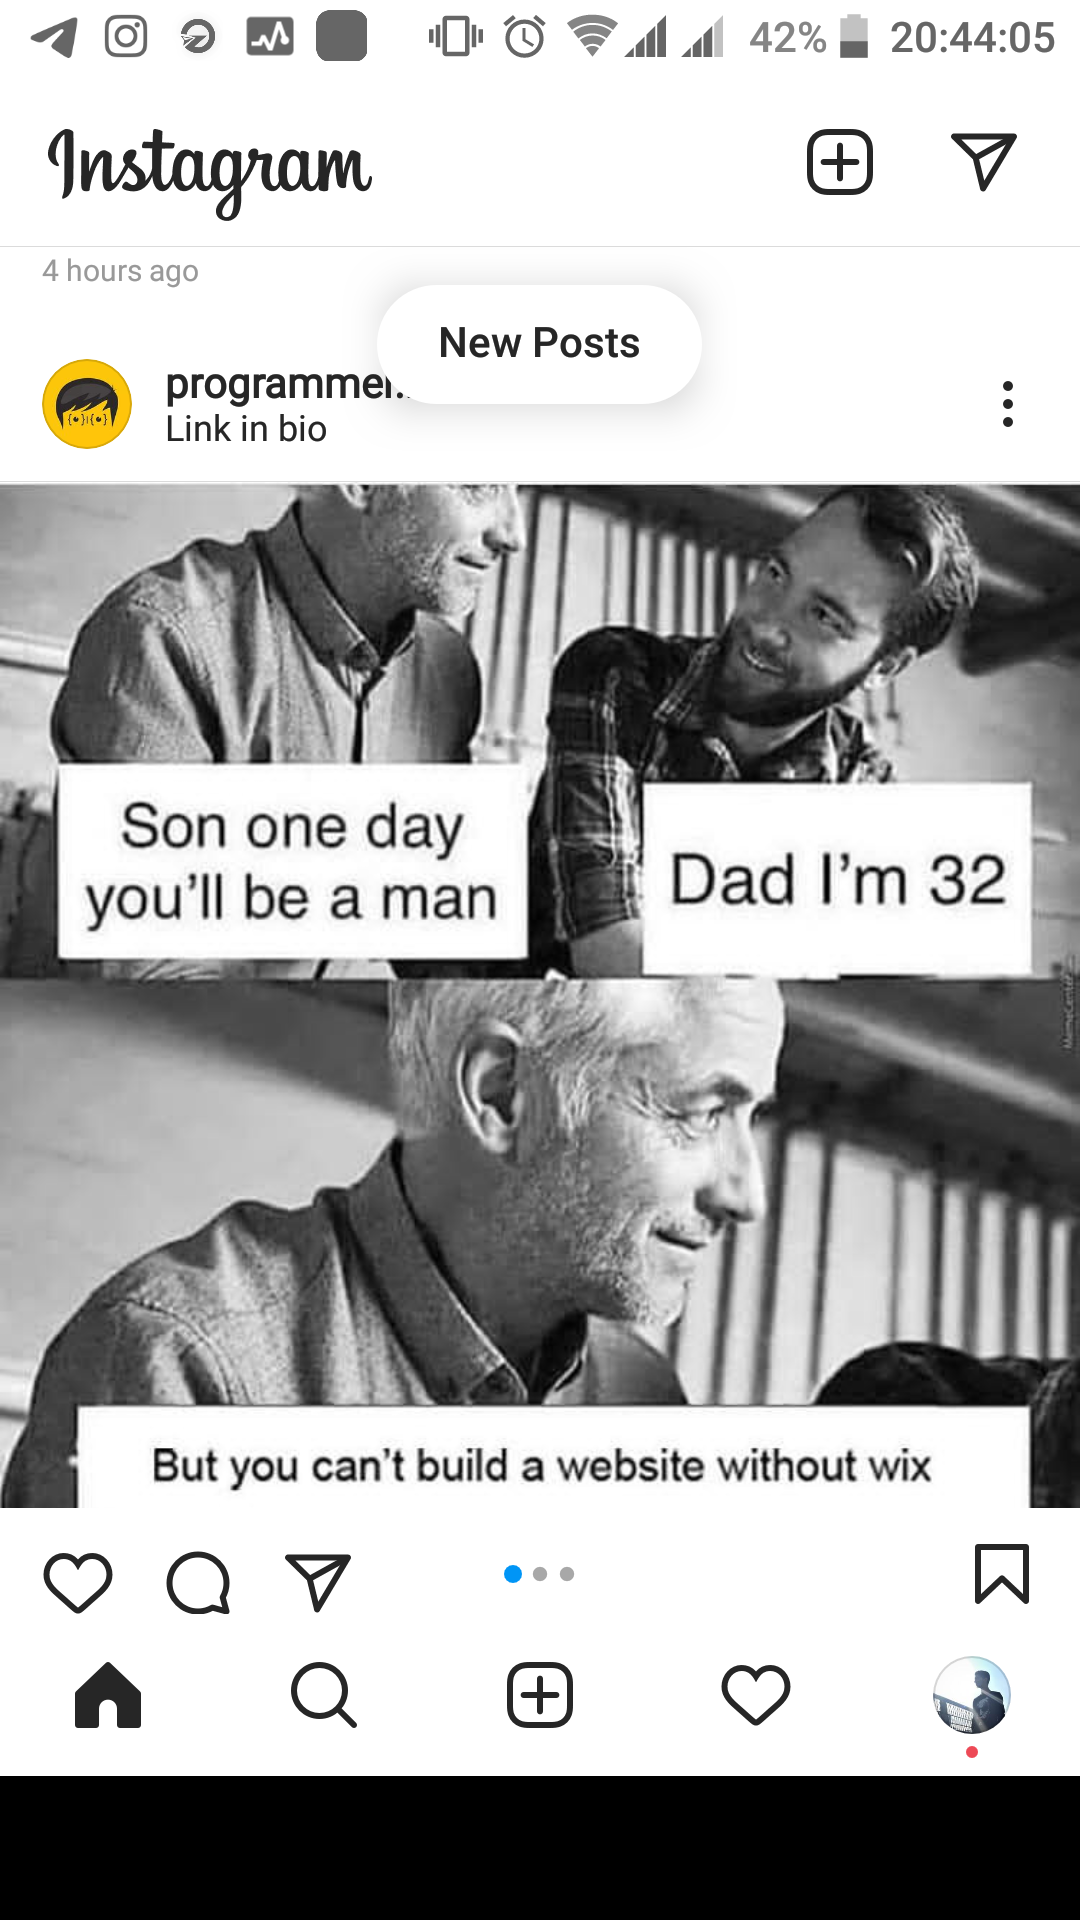 42% 20:44:05
Instagram
4 hours ago
New Posts
Link in bio
Son one day
you'll be a man
Dad I'm 32
But you can't build a website without wix